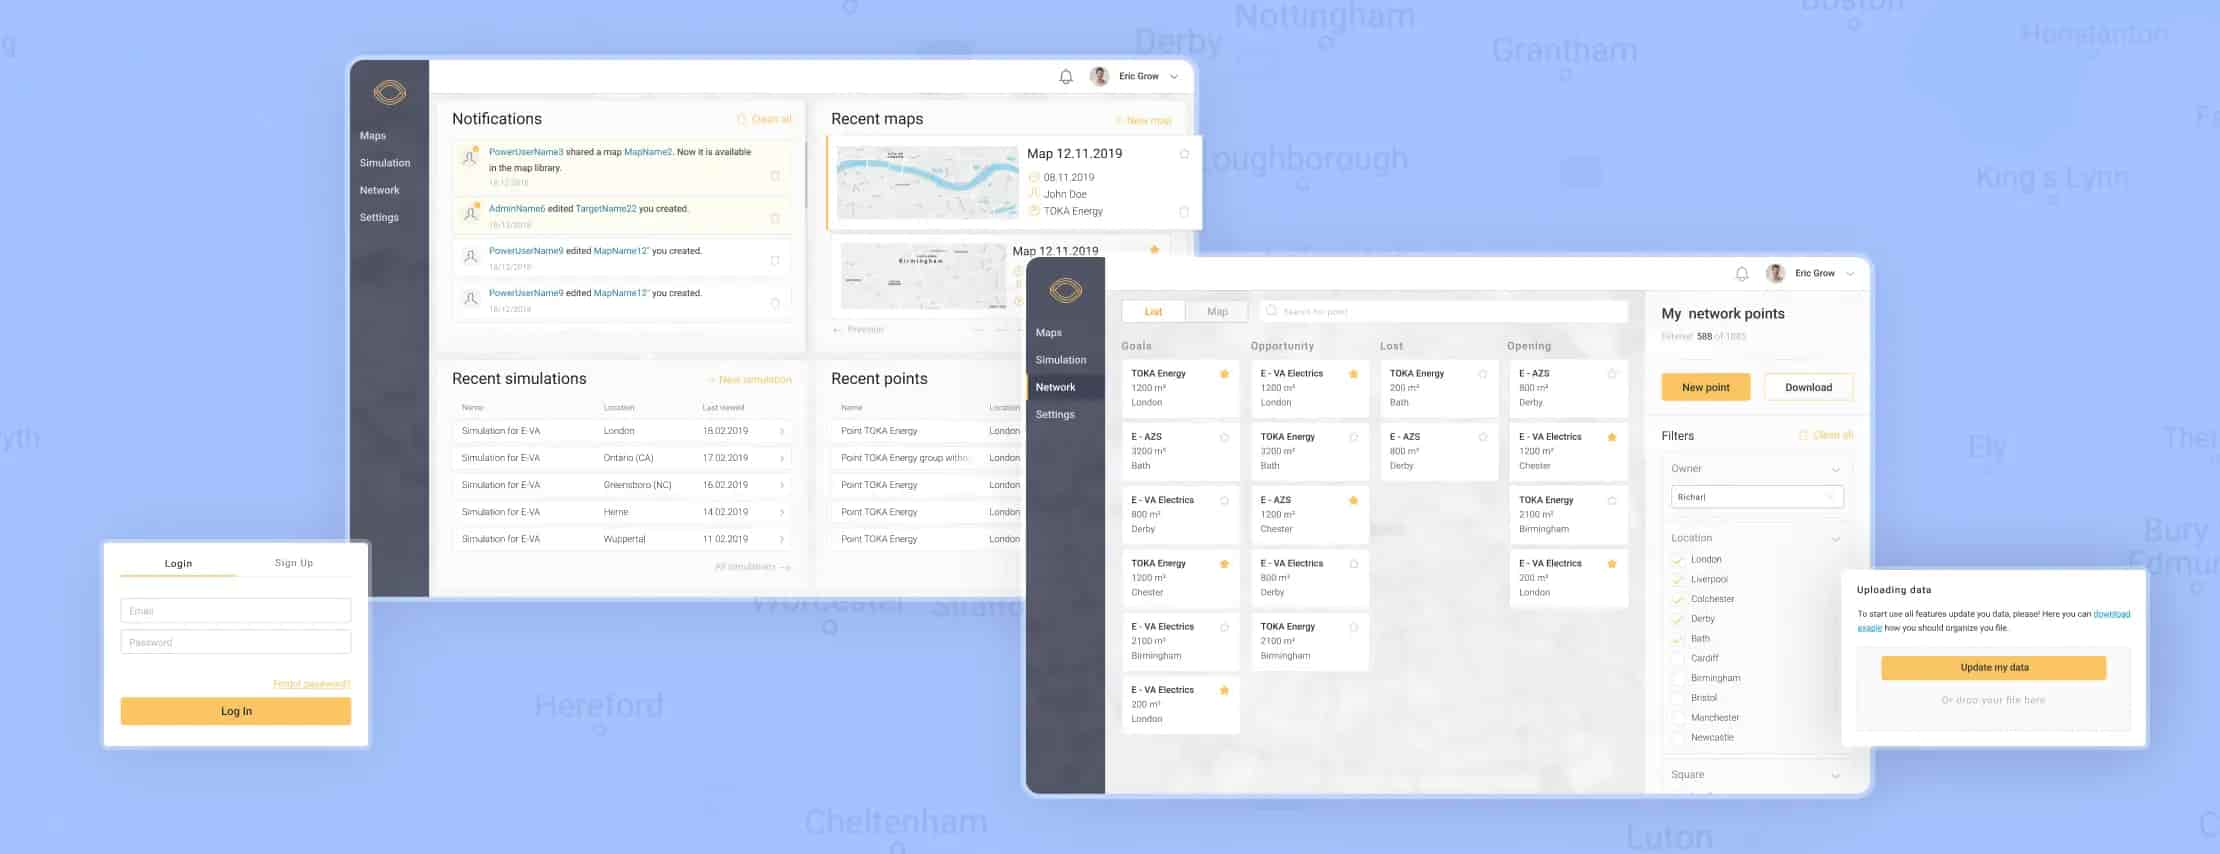 Nottingham
Derby
Grantham
Boston
Hunstanton
Loughborough
King's Lynn
Ely
Bury
Edmu
Worcester
Hereford
Cheltenham
Luton
Eric Grow
Maps
Simulation
Network
Settings
Notifications
Clean all
PowerUserName3 shared a map MapName2. Now it is available
in the map library.
16/12/2018
AdminName6 edited TargetName22 you created.
16/12/2018
PowerUserName9 edited MapName12" you created.
16/12/2018
PowerUserName9 edited MapName12" you created.
16/12/2018
Recent maps
+ New map
Map 12.11.2019
08.11.2019
John Doe
TOKA Energy
Birmingham
Map 12.11.2019
← Previous
Recent simulations
+ New simulation
Name Location Last viewed
Simulation for E-VA London 18.02.2019
Simulation for E-VA Ontario (CA) 17.02.2019
Simulation for E-VA Greensboro (NC) 16.02.2019
Simulation for E-VA Herne 14.02.2019
Simulation for E-VA Wuppertal 11.02.2019
All simulations →
Recent points
Name Location
Point TOKA Energy London
Point TOKA Energy group witho London
Point TOKA Energy London
Point TOKA Energy London
Point TOKA Energy London
Login Sign Up
Email
Password
Forgot password?
Log In
Eric Grow
Maps
Simulation
Network
Settings
List Map
Search for point
Goals
TOKA Energy
1200 m²
London
E - AZS
3200 m²
Bath
E - VA Electrics
800 m²
Derby
TOKA Energy
1200 m²
Chester
E - VA Electrics
2100 m²
Birmingham
E - VA Electrics
200 m²
London
Opportunity
E - VA Electrics
1200 m²
London
TOKA Energy
3200 m²
Bath
E - AZS
1200 m²
Chester
E - VA Electrics
800 m²
Derby
TOKA Energy
2100 m²
Birmingham
Lost
TOKA Energy
200 m²
Bath
E - AZS
800 m²
Derby
Opening
E - AZS
800 m²
Derby
E - VA Electrics
1200 m²
Chester
TOKA Energy
2100 m²
Birmingham
E - VA Electrics
200 m²
London
My network points
588 of 1885
New point
Download
Filters
Clean all
Owner
Richarl
Location
London
Liverpool
Colchester
Derby
Bath
Cardiff
Birmingham
Bristol
Manchester
Newcastle
Square
Uploading data
To start use all features update you data, please! Here you can download
exaple how you should organize you file.
Update my data
Or drop your file here